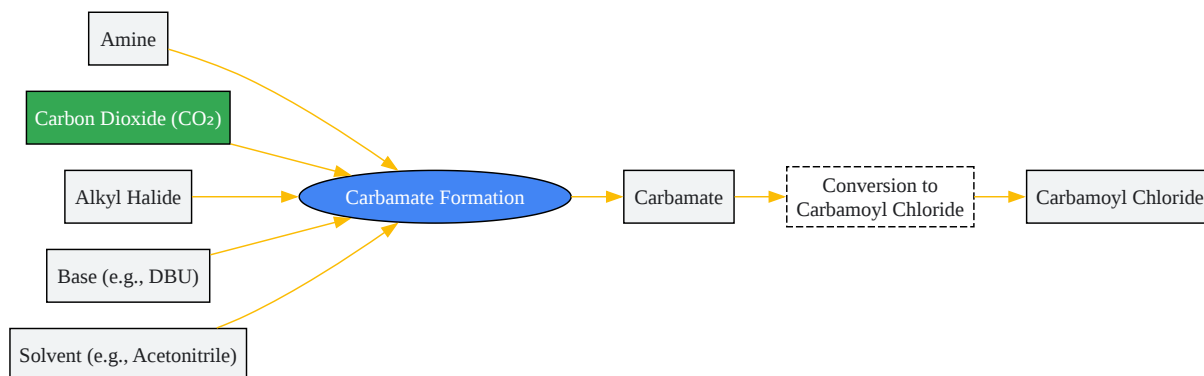 Amine
Carbon Dioxide (CO₂)
Alkyl Halide
Base (e.g., DBU)
Solvent (e.g., Acetonitrile)
Carbamate Formation
Carbamate
Conversion to
Carbamoyl Chloride
Carbamoyl Chloride